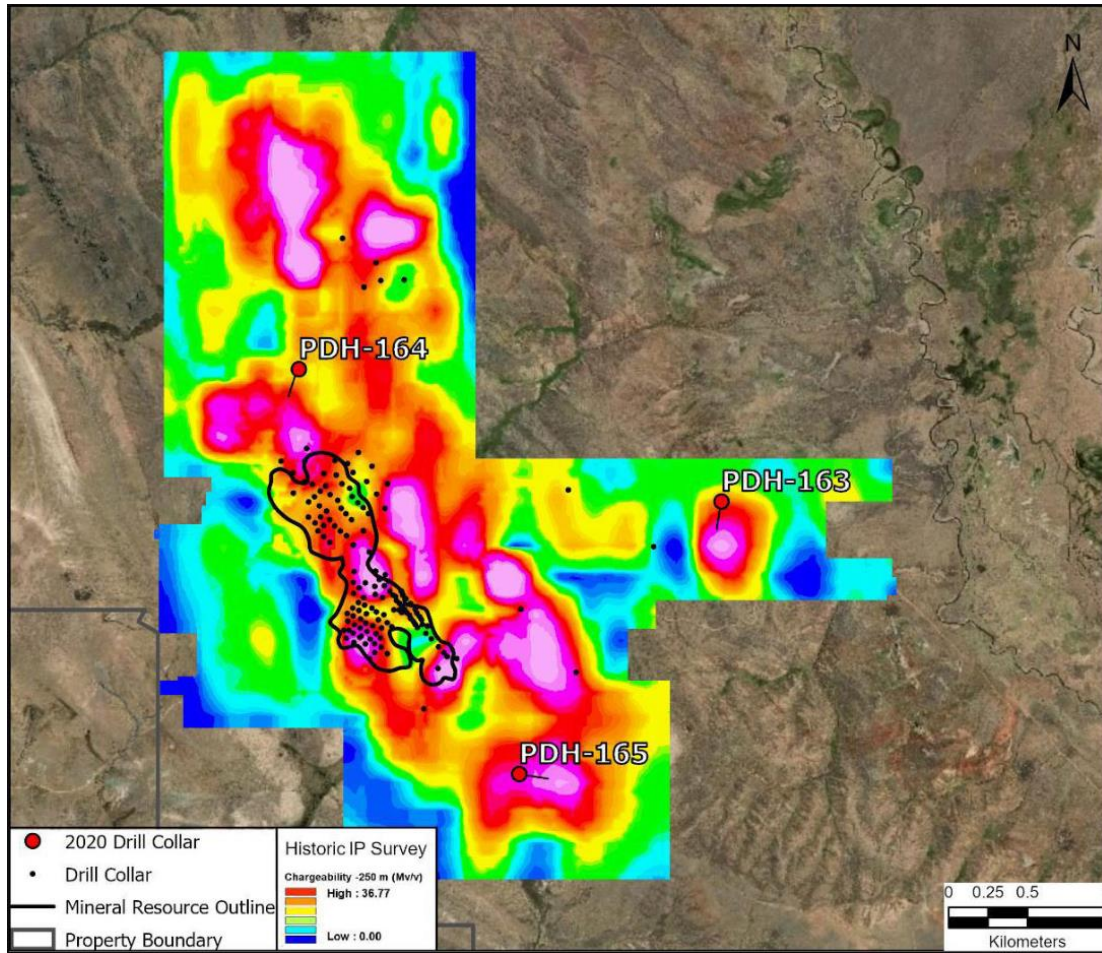 N
PDH-164
PDH-163
PDH-165
2020 Drill Collar
Drill Collar
Mineral Resource Outline
Property Boundary
Historic IP Survey
Chargeability -250 m (Mv/v)
High : 36.77
Low : 0.00
0 0.25 0.5
Kilometers